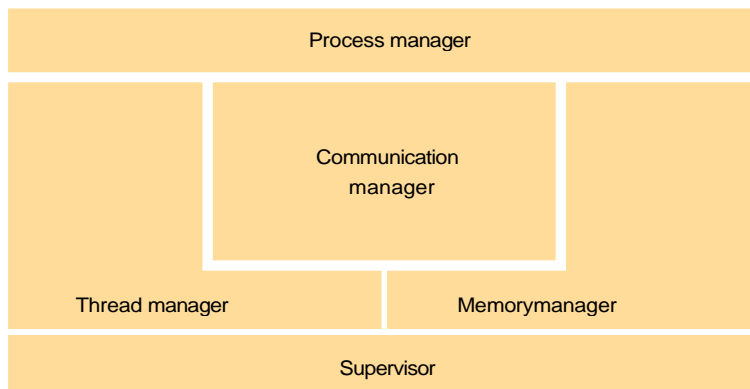 Process manager
Communication
manager
Thread manager
Memorymanager
Supervisor